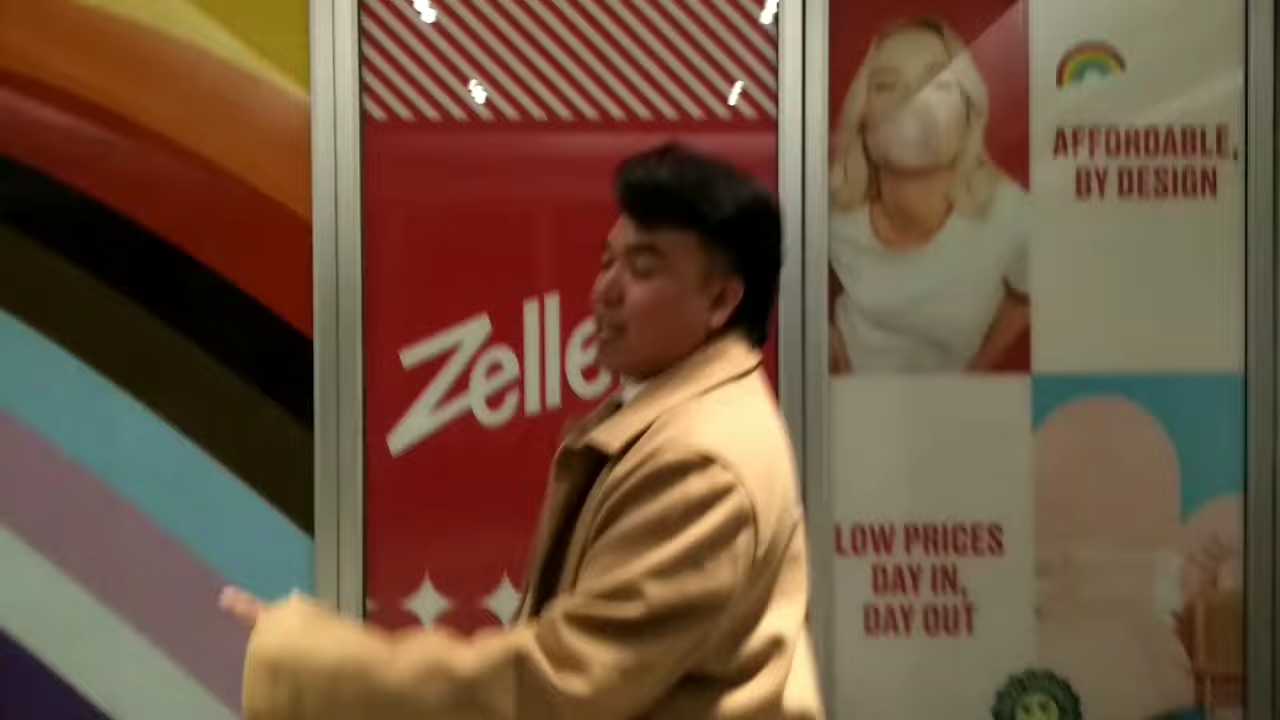 Zelle
AFFORDABLE,
BY DESIGN
LOW PRICES
DAY IN,
DAY OUT